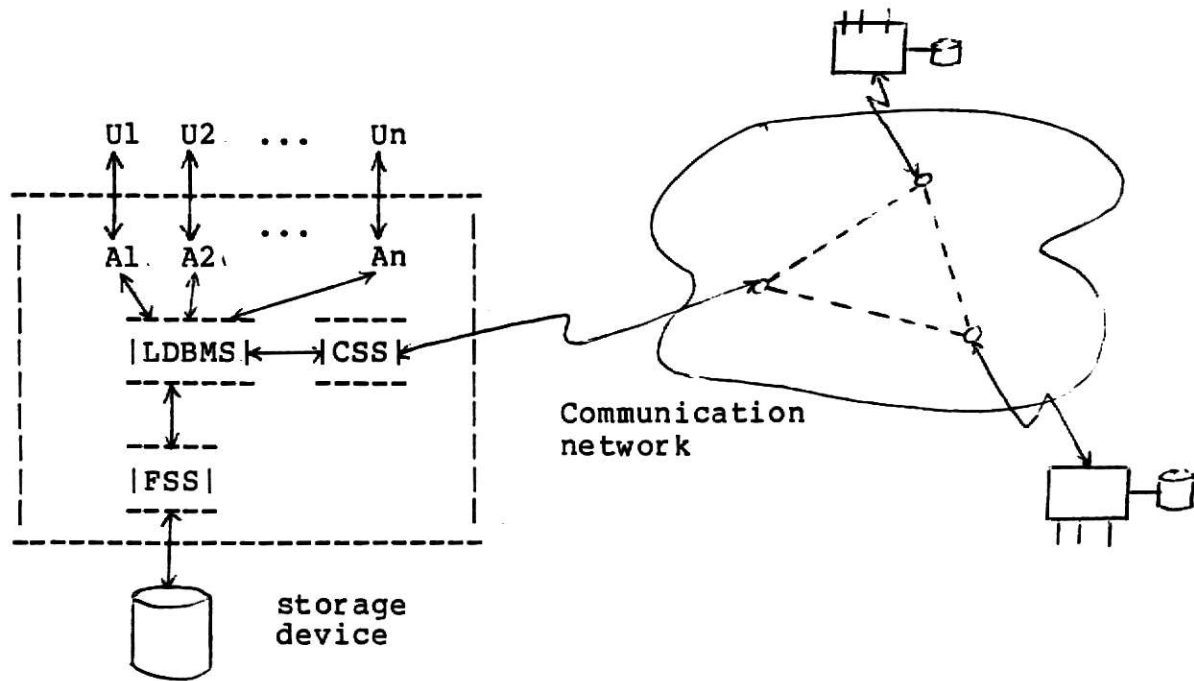 U1 U2 ... Un
...
A1 A2 An
|LDBMS| |CSS|
Communication
network
|FSS|
storage
device